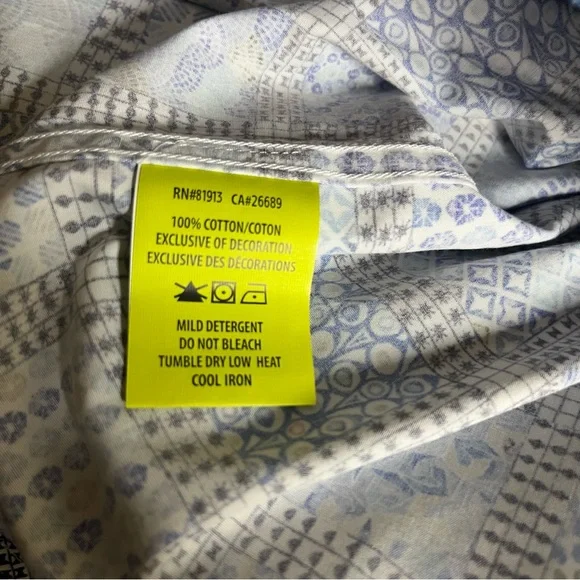 RN#81913 CA#26689
100% COTTON/COTON
EXCLUSIVE OF DECORATION
EXCLUSIVE DES DÉCORATIONS
MILD DETERGENT
DO NOT BLEACH
TUMBLE DRY LOW HEAT
COOL IRON